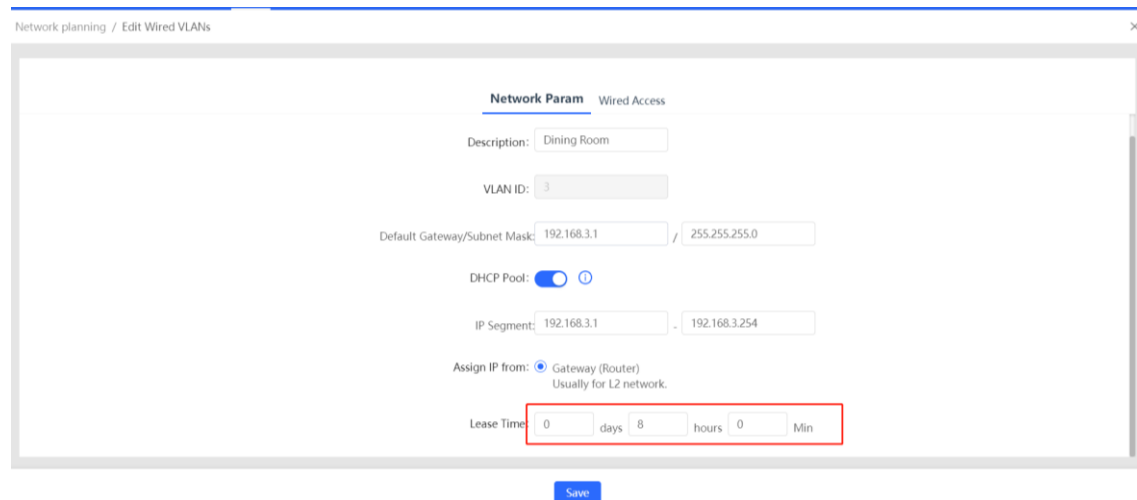 Network planning / Edit Wired VLANs ×
Network Param Wired Access
Description: Dining Room
VLAN ID: 3
Default Gateway/Subnet Mask: 192.168.3.1 / 255.255.255.0
DHCP Pool:
IP Segment: 192.168.3.1 - 192.168.3.254
Assign IP from: Gateway (Router)
Usually for L2 network.
Lease Time: 0 days 8 hours 0 Min
Save